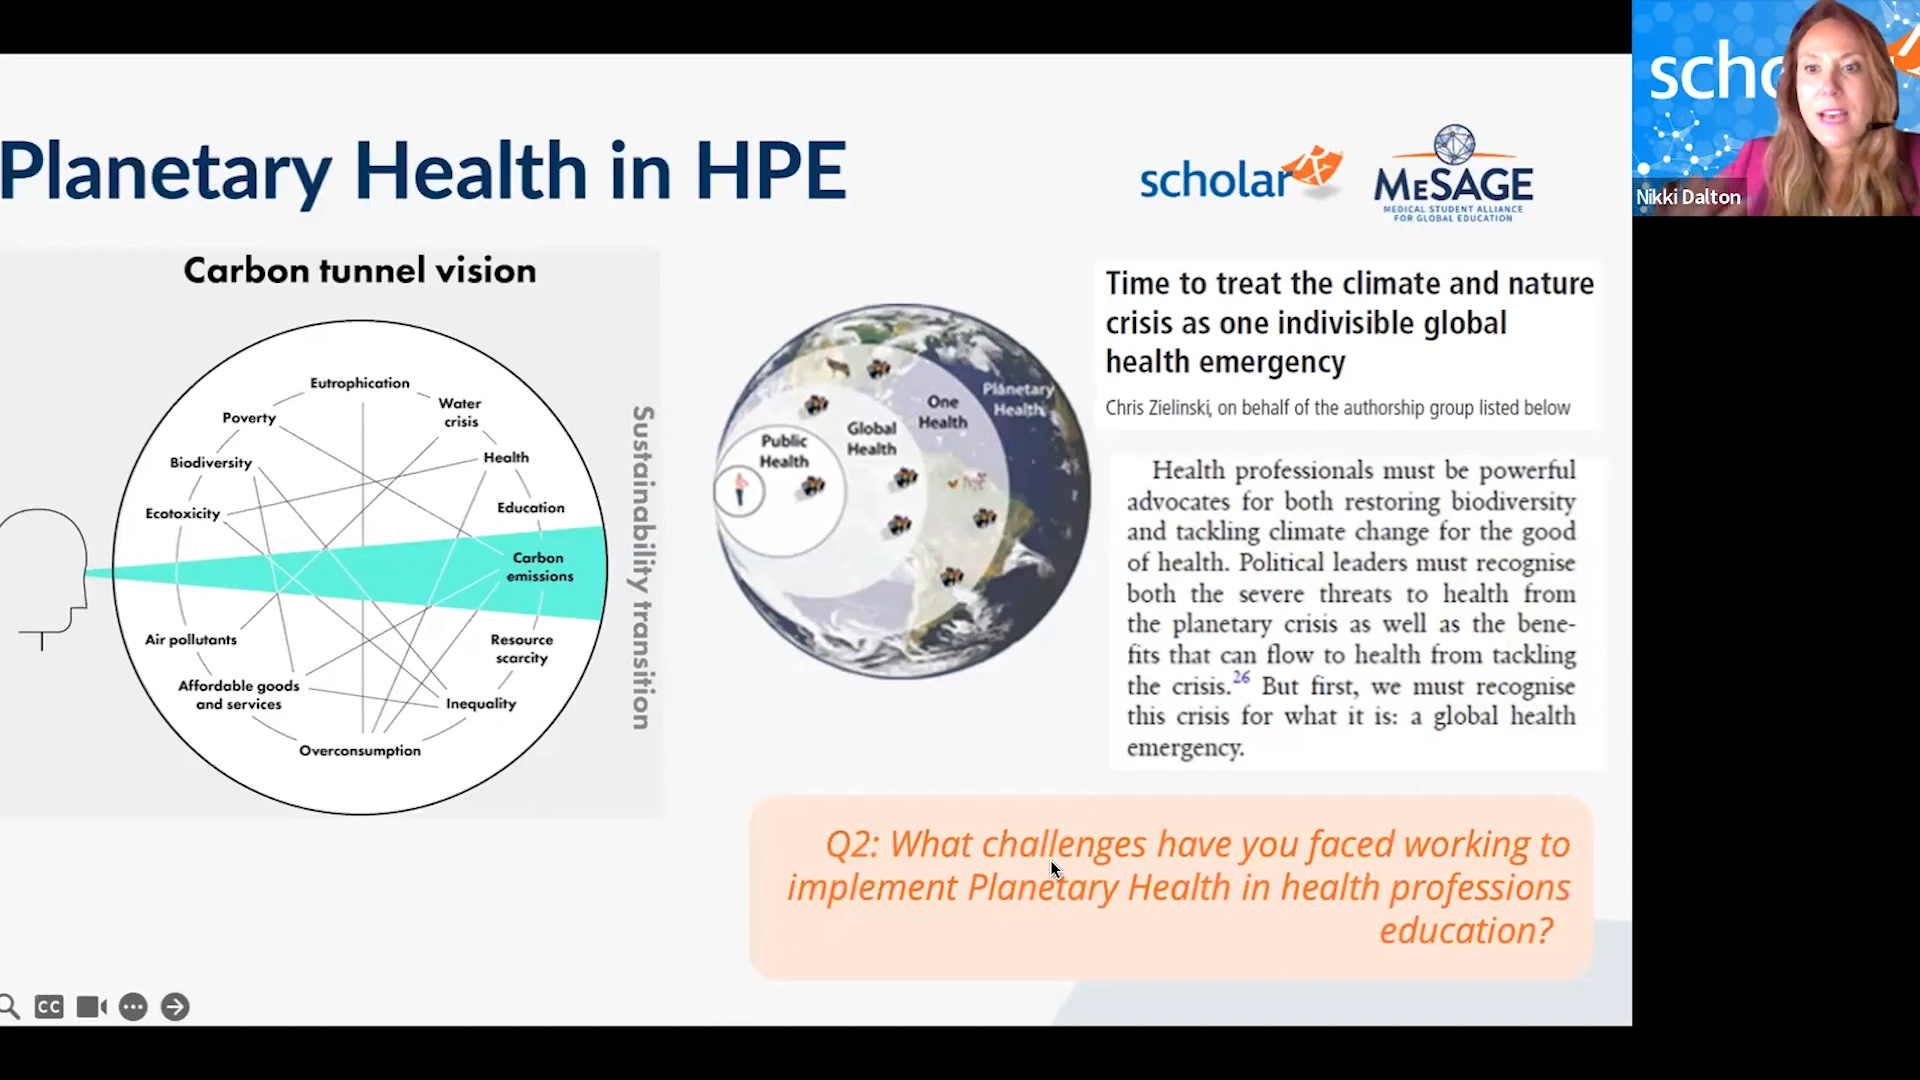 Planetary Health in HPE
scholar
MeSAGE
MEDICAL STUDENT ALLIANCE
FOR GLOBAL EDUCATION
scho
Nikki Dalton
Carbon tunnel vision
Eutrophication
Water
crisis
Poverty
Health
Biodiversity
Education
Ecotoxicity
Carbon
emissions
Air pollutants
Resource
scarcity
Affordable goods
and services
Inequality
Overconsumption
Sustainability transition
Public
Health
Global
Health
One
Health
Planetary
Health
Time to treat the climate and nature
crisis as one indivisible global
health emergency
Chris Zielinski, on behalf of the authorship group listed below
Health professionals must be powerful
advocates for both restoring biodiversity
and tackling climate change for the good
of health. Political leaders must recognise
both the severe threats to health from
the planetary crisis as well as the bene-
fits that can flow to health from tackling
the crisis.26 But first, we must recognise
this crisis for what it is: a global health
emergency.
Q2: What challenges have you faced working to
implement Planetary Health in health professions
education?
CC